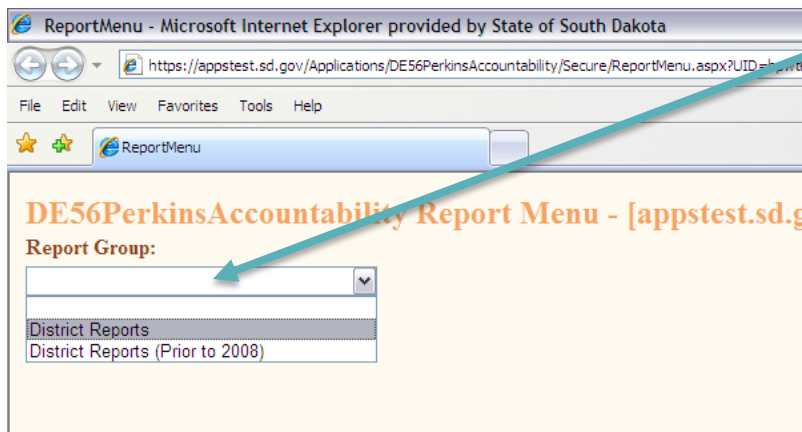 ReportMenu - Microsoft Internet Explorer provided by State of South Dakota
https://appstest.sd.gov/Applications/DE56PerkinsAccountability/Secure/ReportMenu.aspx?UID=
File Edit View Favorites Tools Help
ReportMenu
DE56PerkinsAccountability Report Menu - [appstest.sd.g
Report Group:
District Reports
District Reports (Prior to 2008)